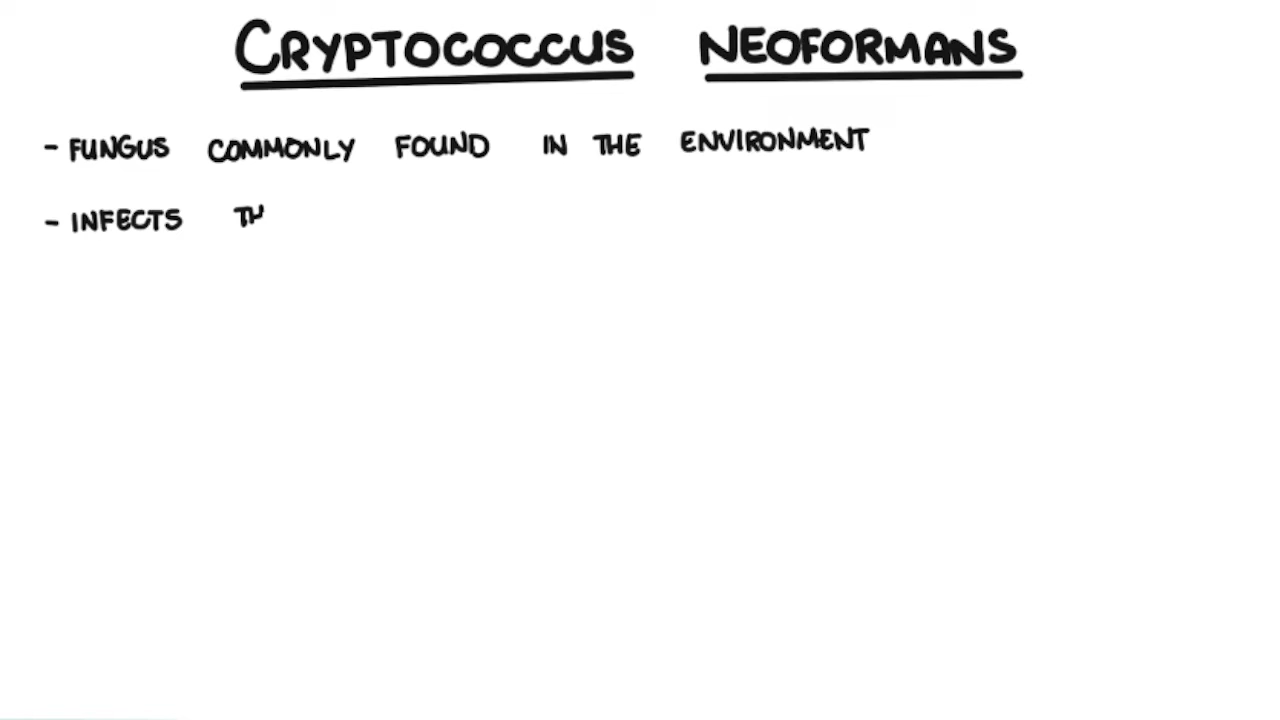 CRYPTOCOCCUS NEOFORMANS
- FUNGUS COMMONLY FOUND IN THE ENVIRONMENT
- INFECTS